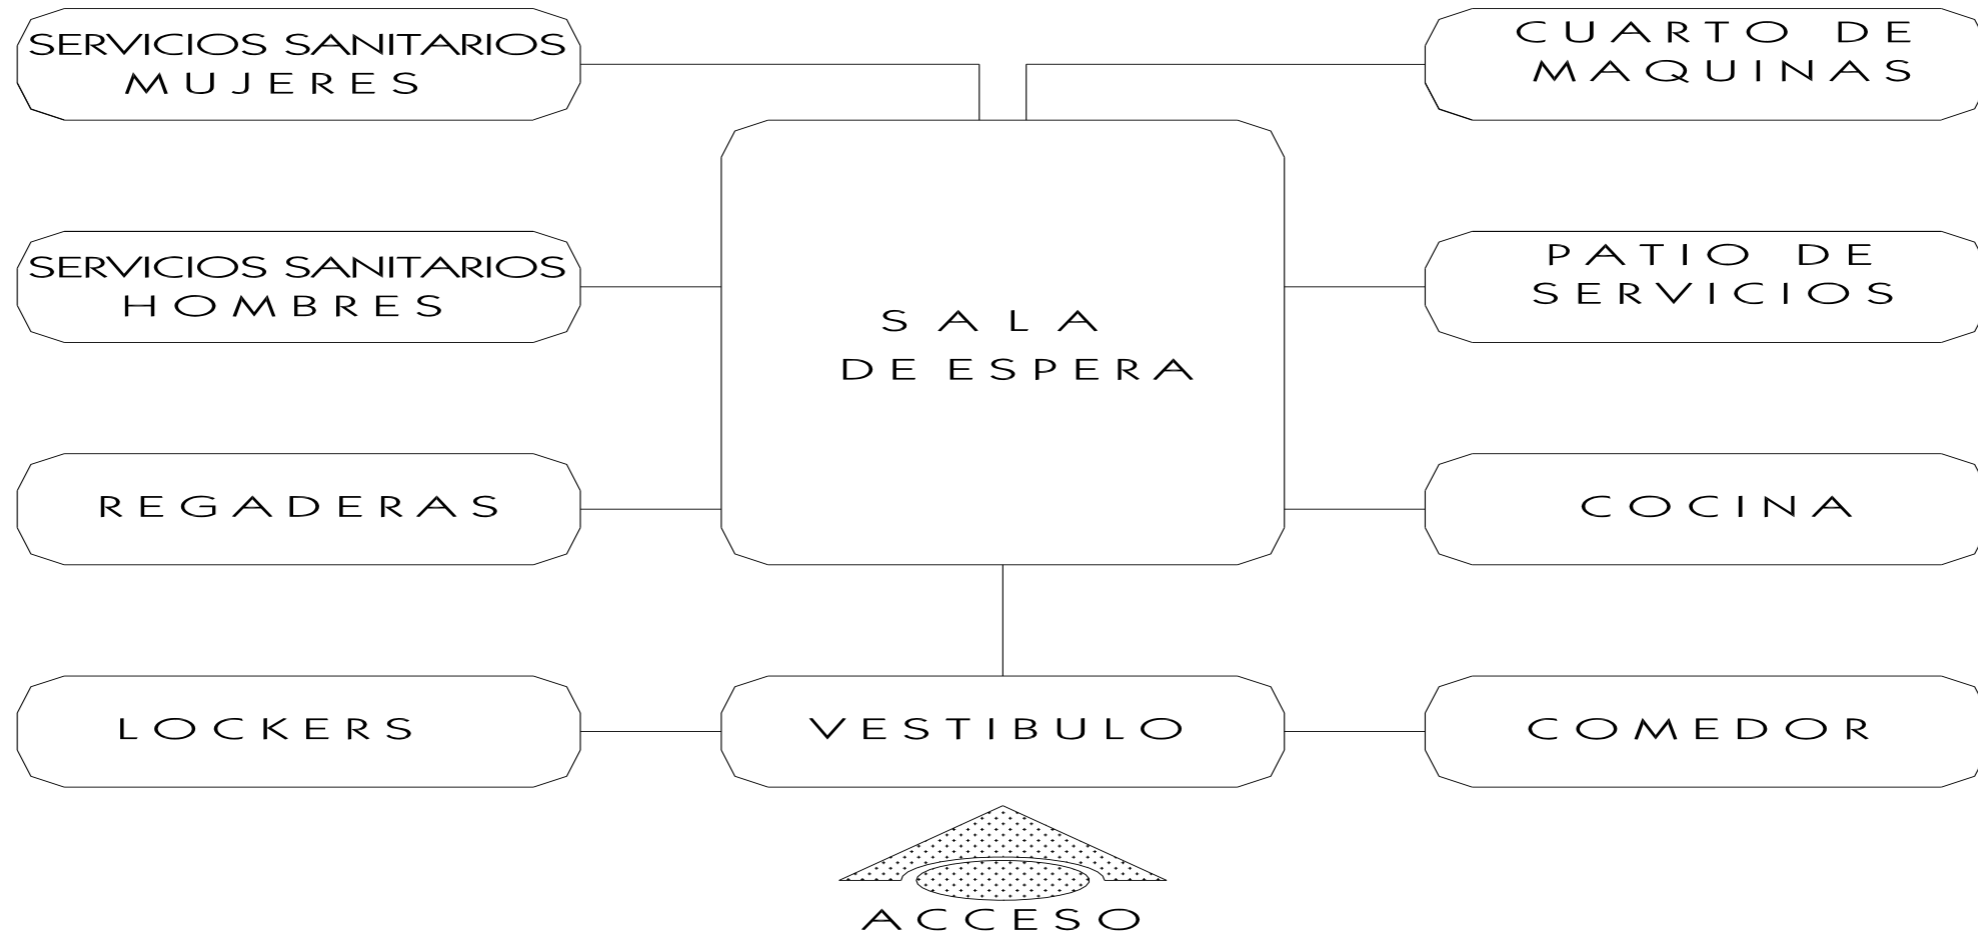 SERVICIOS SANITARIOS
MUJERES
CUARTO DE
MAQUINAS
SERVICIOS SANITARIOS
HOMBRES
PATIO DE
SERVICIOS
SALA
DE ESPERA
REGADERAS
COCINA
LOCKERS
VESTIBULO
COMEDOR
ACCESO